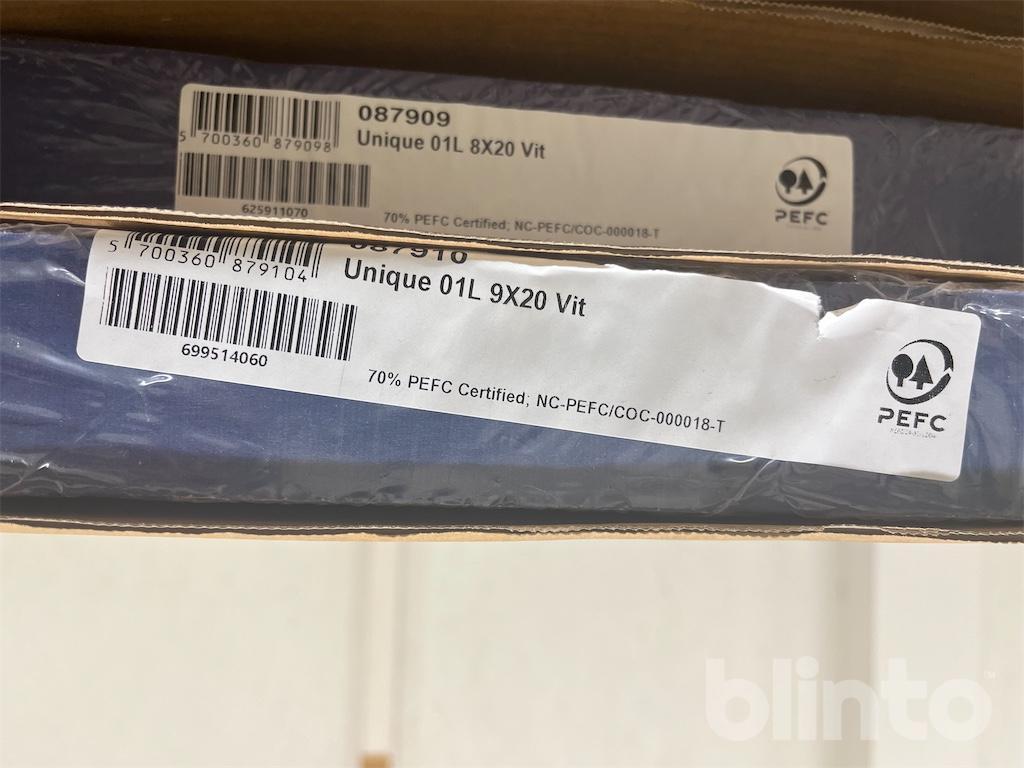 087909
Unique 01L 8X20 Vit
5 700360 879098
625911070
70% PEFC Certified; NC-PEFC/COC-000018-T
PEFC
087910
Unique 01L 9X20 Vit
5 700360 879104
699514060
70% PEFC Certified; NC-PEFC/COC-000018-T
PEFC
blinto